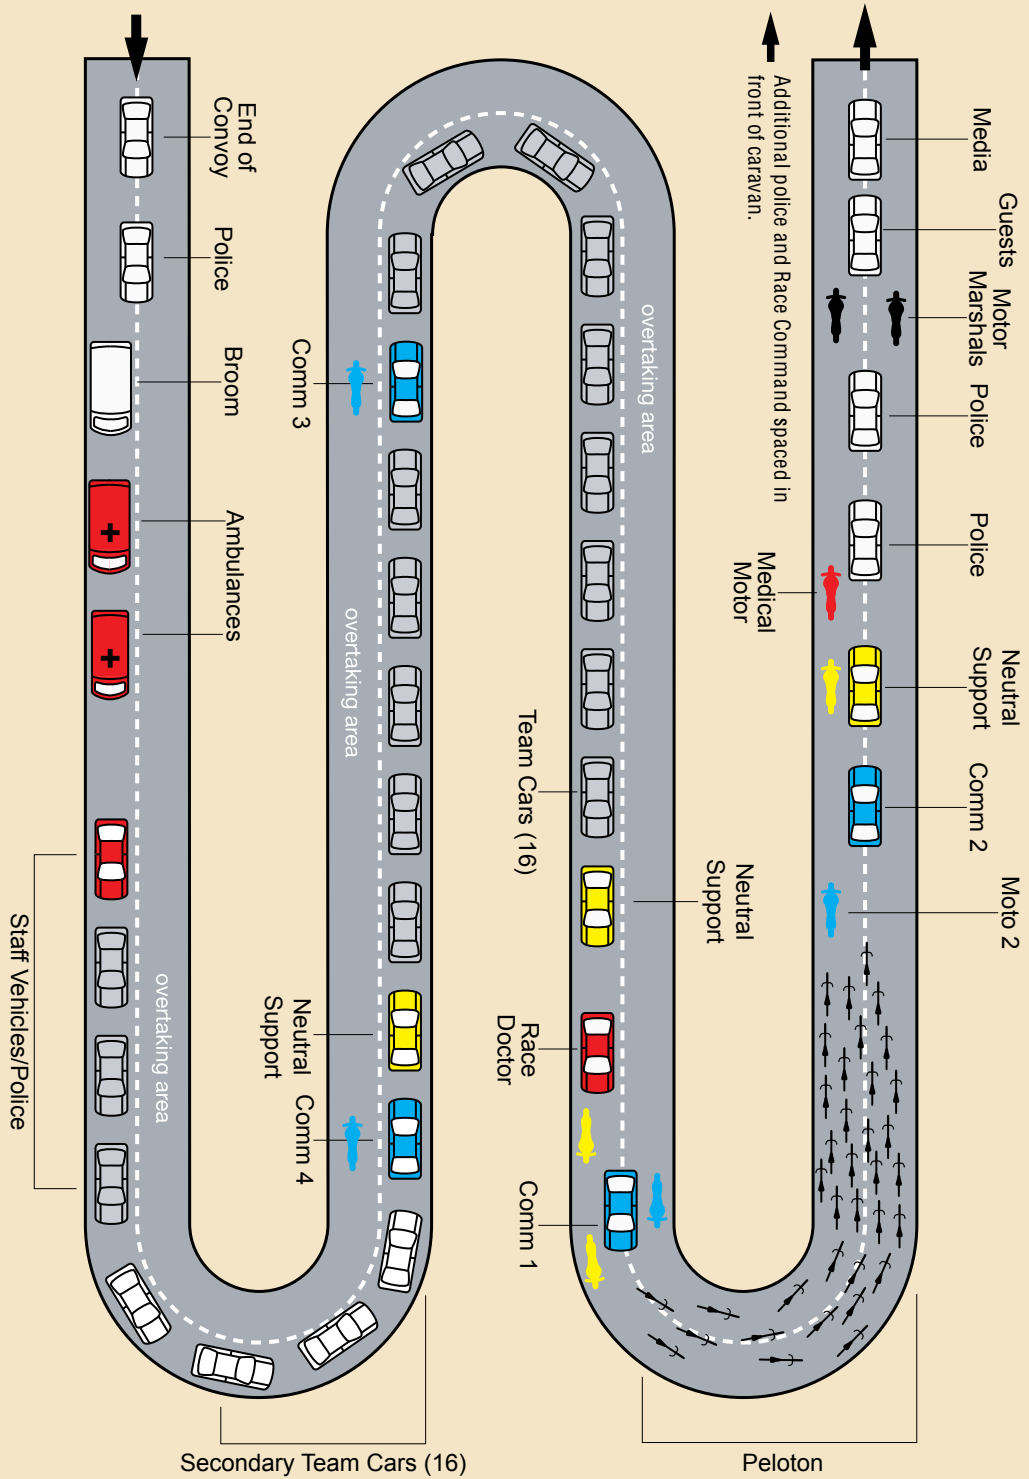 Media
Guests
Motor
Marshals
Police
Police
Medical
Motor
Neutral
Support
Comm 2
Moto 2
Additional police and Race Command spaced in
front of caravan.
Peloton
Comm 1
Race
Doctor
Neutral
Support
Team Cars (16)
overtaking area
Comm 3
overtaking area
Neutral
Support
Comm 4
Secondary Team Cars (16)
overtaking area
Staff Vehicles/Police
Ambulances
Broom
Police
End of
Convoy